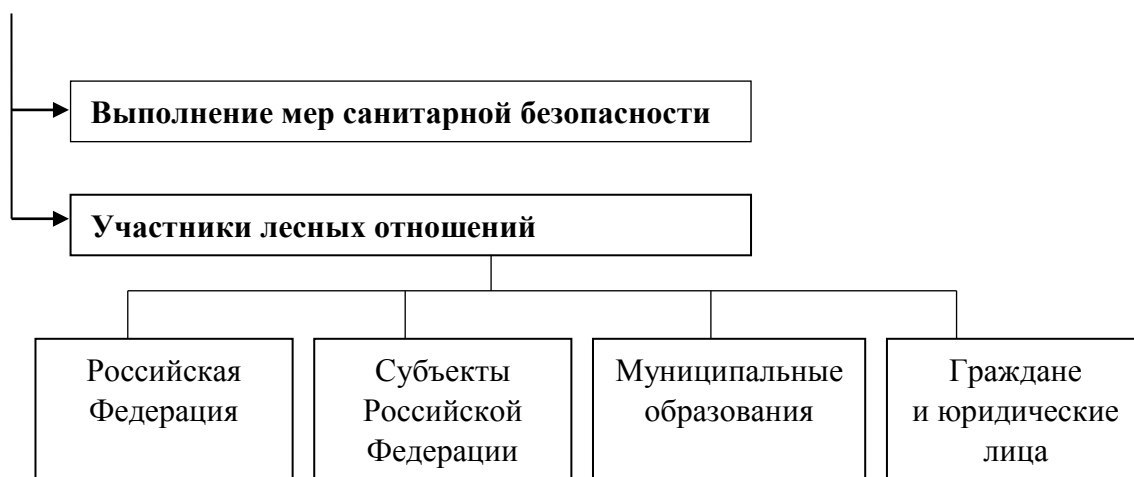 Выполнение мер санитарной безопасности
Участники лесных отношений
Российская
Федерация
Субъекты
Российской
Федерации
Муниципальные
образования
Граждане
и юридические
лица